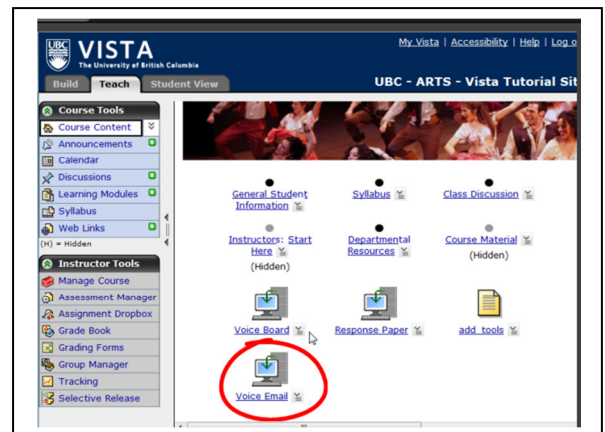 UBC VISTA
The University of British Columbia
My Vista | Accessibility | Help | Log o
Build Teach Student View
UBC - ARTS - Vista Tutorial Sit
Course Tools
Course Content
Announcements
Calendar
Discussions
Learning Modules
Syllabus
Web Links
(H) = Hidden
Instructor Tools
Manage Course
Assessment Manager
Assignment Dropbox
Grade Book
Grading Forms
Group Manager
Tracking
Selective Release
General Student
Information
Syllabus
Class Discussion
Instructors: Start
Here
(Hidden)
Departmental
Resources
Course Material
(Hidden)
Voice Board
Response Paper
add_tools
Voice Email